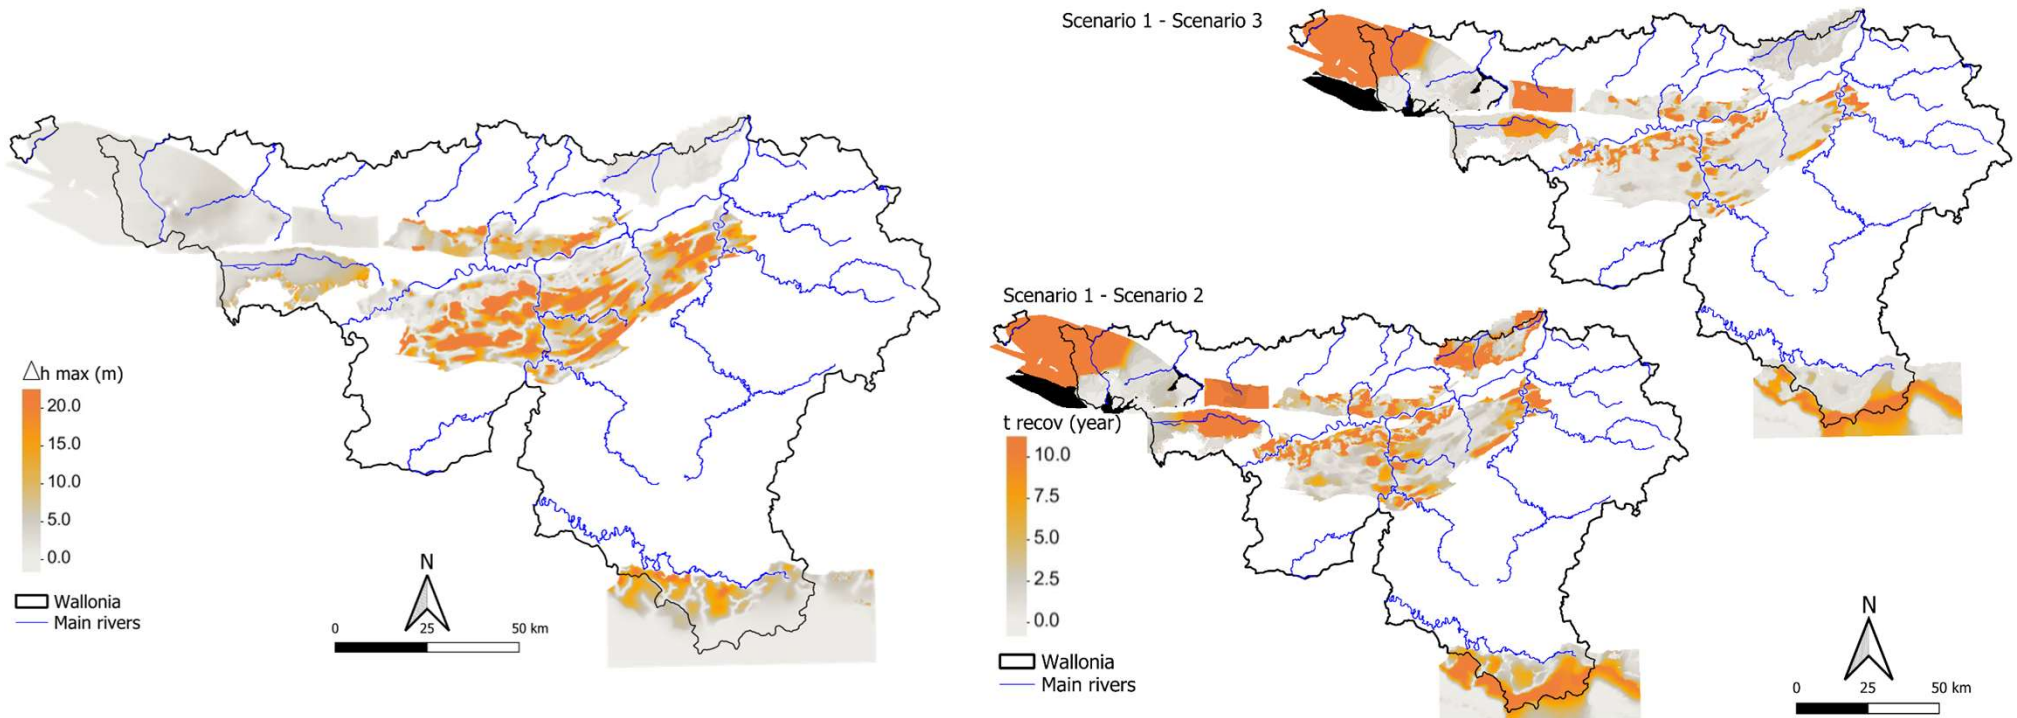 Scenario 1 - Scenario 3
Scenario 1 - Scenario 2
△h max (m)
20.0
15.0
10.0
5.0
0.0
Wallonia
Main rivers
N
0 25 50 km
t recov (year)
10.0
7.5
5.0
2.5
0.0
Wallonia
Main rivers
N
0 25 50 km